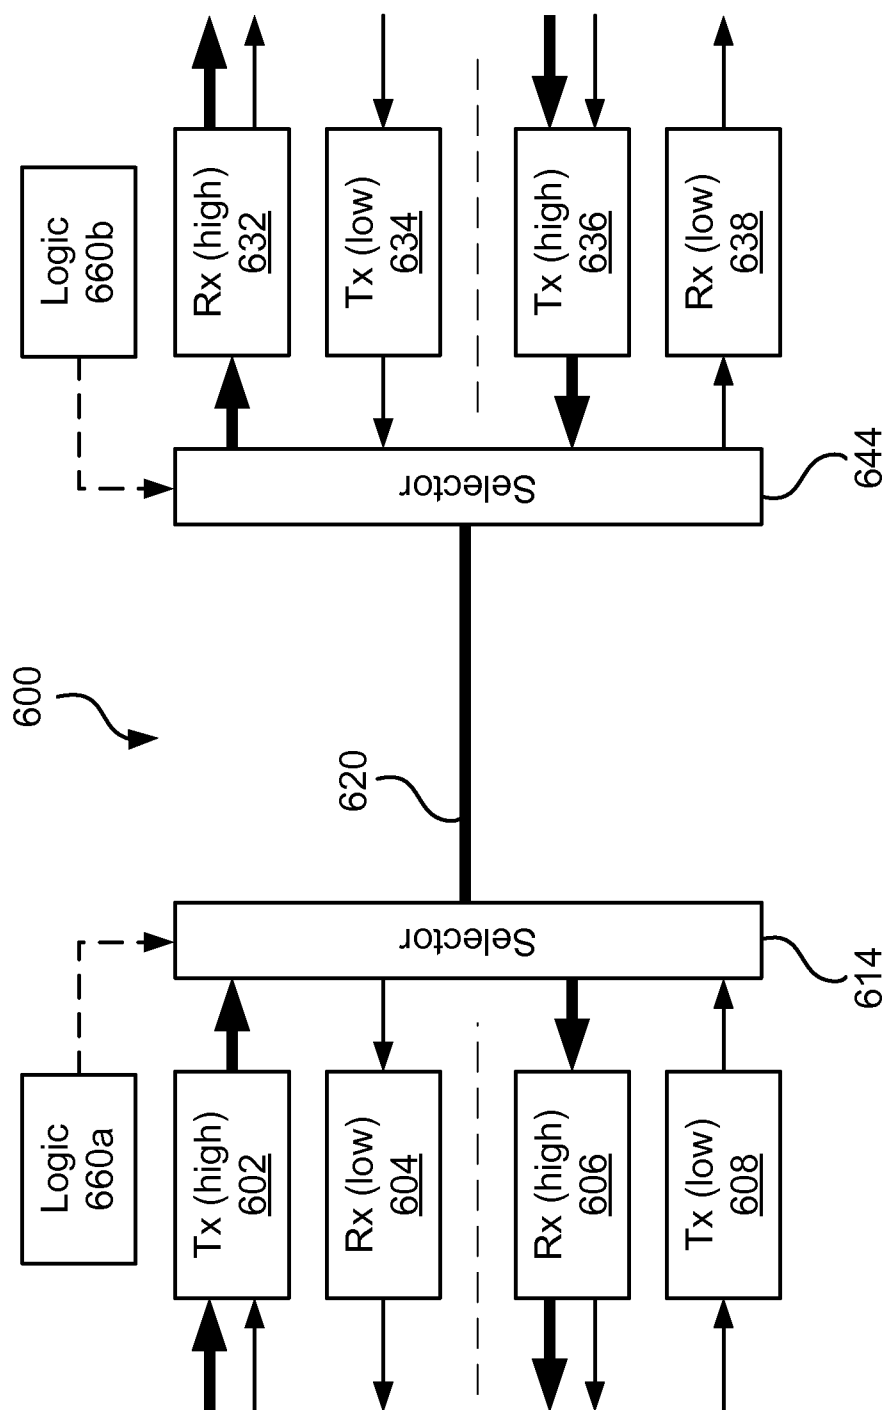 600
Logic
660a
Logic
660b
Tx (high)
602
Rx (low)
604
Rx (high)
606
Tx (low)
608
Selector
614
620
Selector
644
Rx (high)
632
Tx (low)
634
Tx (high)
636
Rx (low)
638